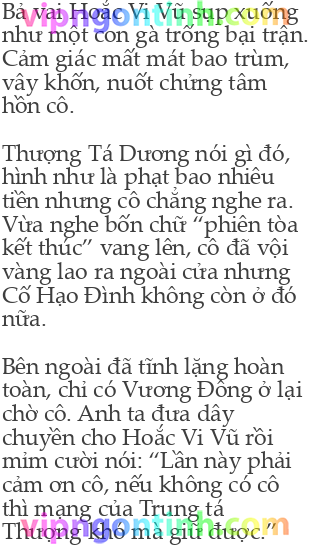 Bả vai Hoắc Vi Vũ sụp xuống
như một con gà trống bại trận.
Cảm giác mất mát bao trùm,
vây khốn, nuốt chửng tâm
hồn cô.
Thượng Tá Dương nói gì đó,
hình như là phạt bao nhiêu
tiền nhưng cô chẳng nghe ra.
Vừa nghe bốn chữ “phiên tòa
kết thúc” vang lên, cô đã vội
vàng lao ra ngoài cửa nhưng
Cố Hạo Đình không còn ở đó
nữa.
Bên ngoài đã tĩnh lặng hoàn
toàn, chỉ có Vương Đông ở lại
chờ cô. Anh ta đưa dây
chuyền cho Hoắc Vi Vũ rồi
mỉm cười nói: “Lần này phải
cảm ơn cô, nếu không có cô
thì mạng của Trung tá
Thượng khó mà giữ được.”
vipngontinh.com
vipngontinh.com